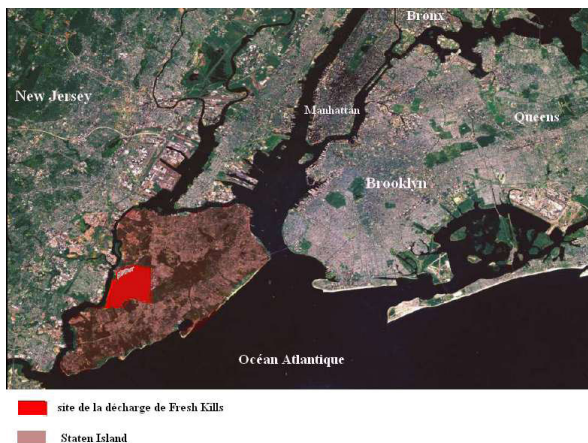 Bronx
New Jersey
Manhattan
Queens
Brooklyn
Océan Atlantique
site de la décharge de Fresh Kills
Staten Island